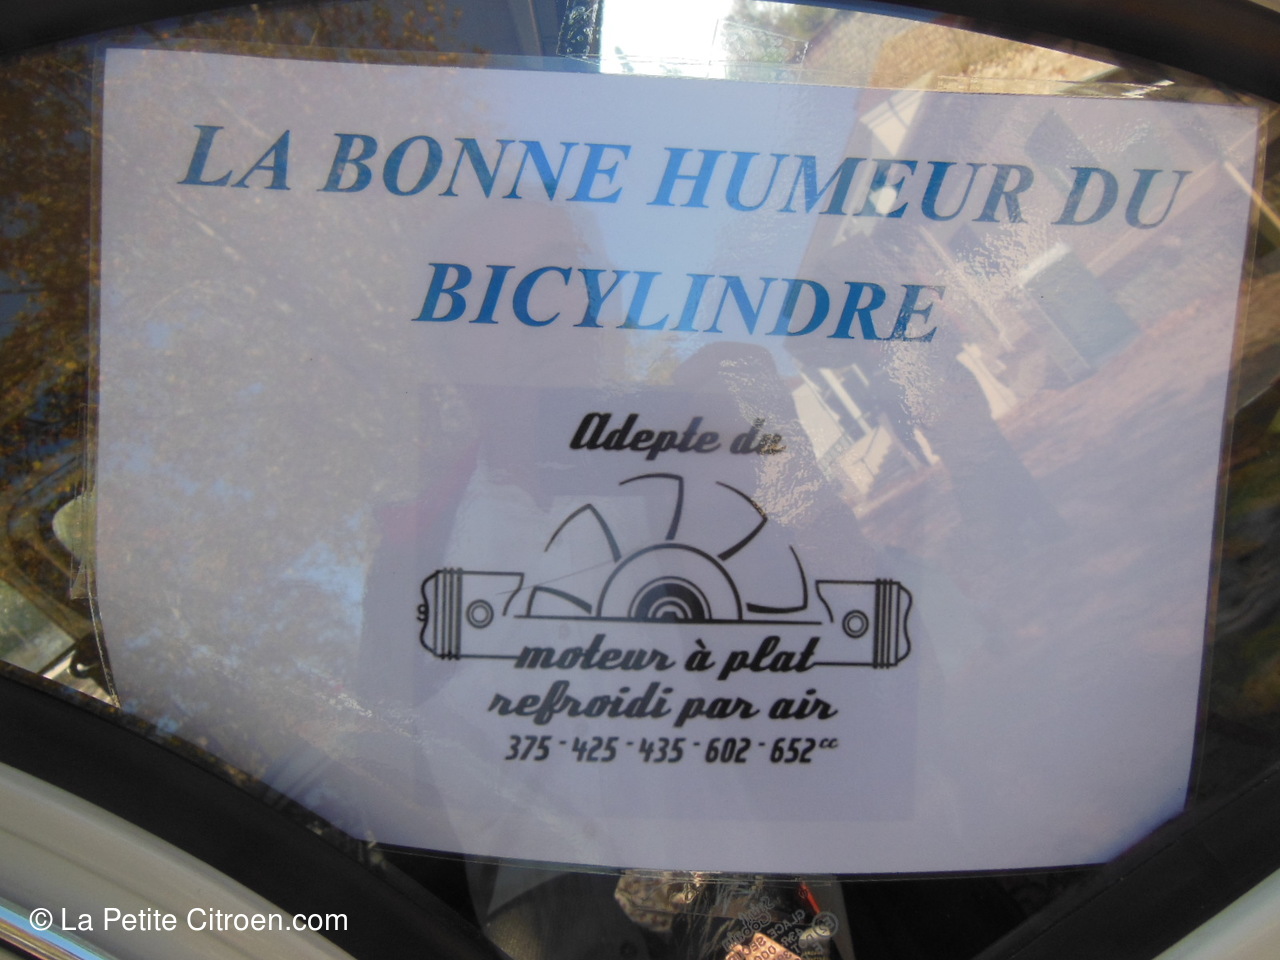 LA BONNE HUMEUR DU
BICYLINDRE
Adepte du
moteur à plat
refroidi par air
375 - 425 - 435 - 602 - 652cc
© La Petite Citroen.com